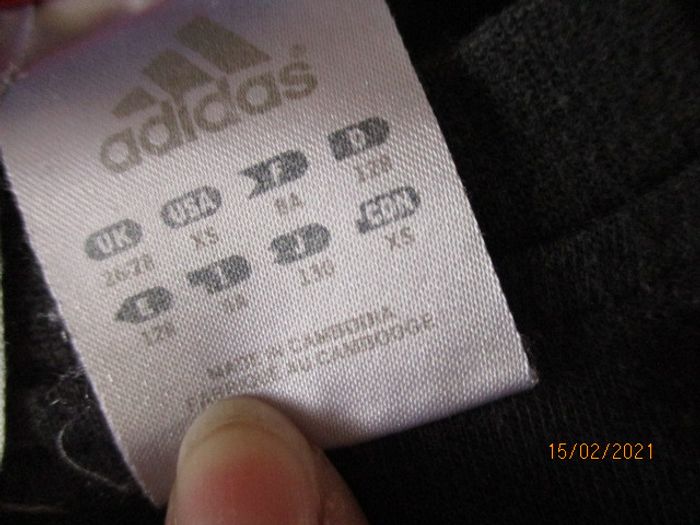 adidas®
UK USA F D
26/28 XS 8A 128
E I J CDN
128 8A 130 XS
MADE IN CAMBODIA
FABRIQUE AU CAMBODGE
15/02/2021